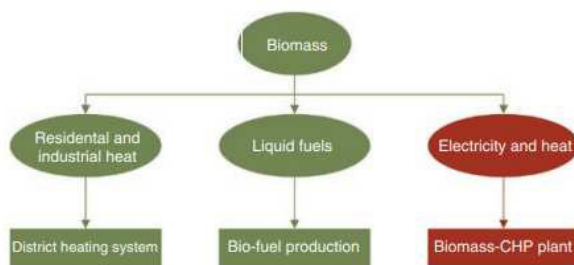 Biomass
Residental and
industrial heat
Liquid fuels
Electricity and heat
District heating system
Bio-fuel production
Biomass-CHP plant